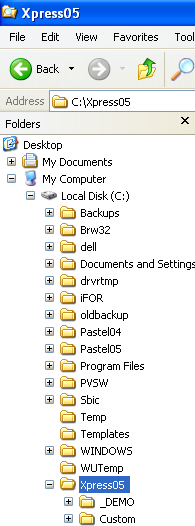 Xpress05
File Edit View Favorites Tool
Back
Address C:\Xpress05
Folders
Desktop
My Documents
My Computer
Local Disk (C:)
Backups
Brw32
dell
Documents and Settings
drvrtmp
iFOR
oldbackup
Pastel04
Pastel05
Program Files
PVSW
Sbic
Temp
Templates
WINDOWS
WUTemp
Xpress05
_DEMO
Custom